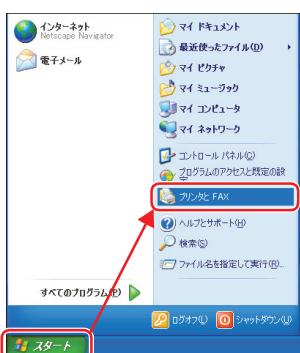 インターネット
Netscape Navigator
電子メール
すべてのプログラム(P)
マイ ドキュメント
最近使ったファイル(D)
マイ ピクチャ
マイ ミュージック
マイ コンピュータ
マイ ネットワーク
コントロール パネル(C)
プログラムのアクセスと既定の設
定
プリンタと FAX
ヘルプとサポート(H)
検索(S)
ファイル名を指定して実行(R)...
ログオフ(L)
シャットダウン(U)
スタート